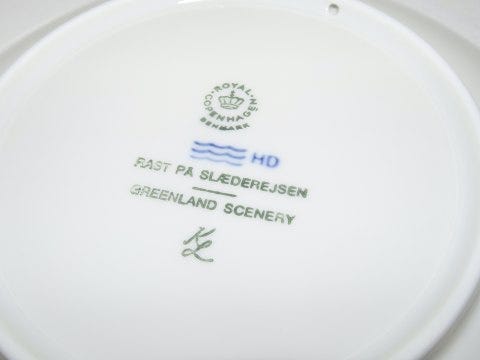 ROYAL
COPENHAGEN
DENMARK
HD
RAST PÅ SLÆDEREJSEN
GREENLAND SCENERY
KL